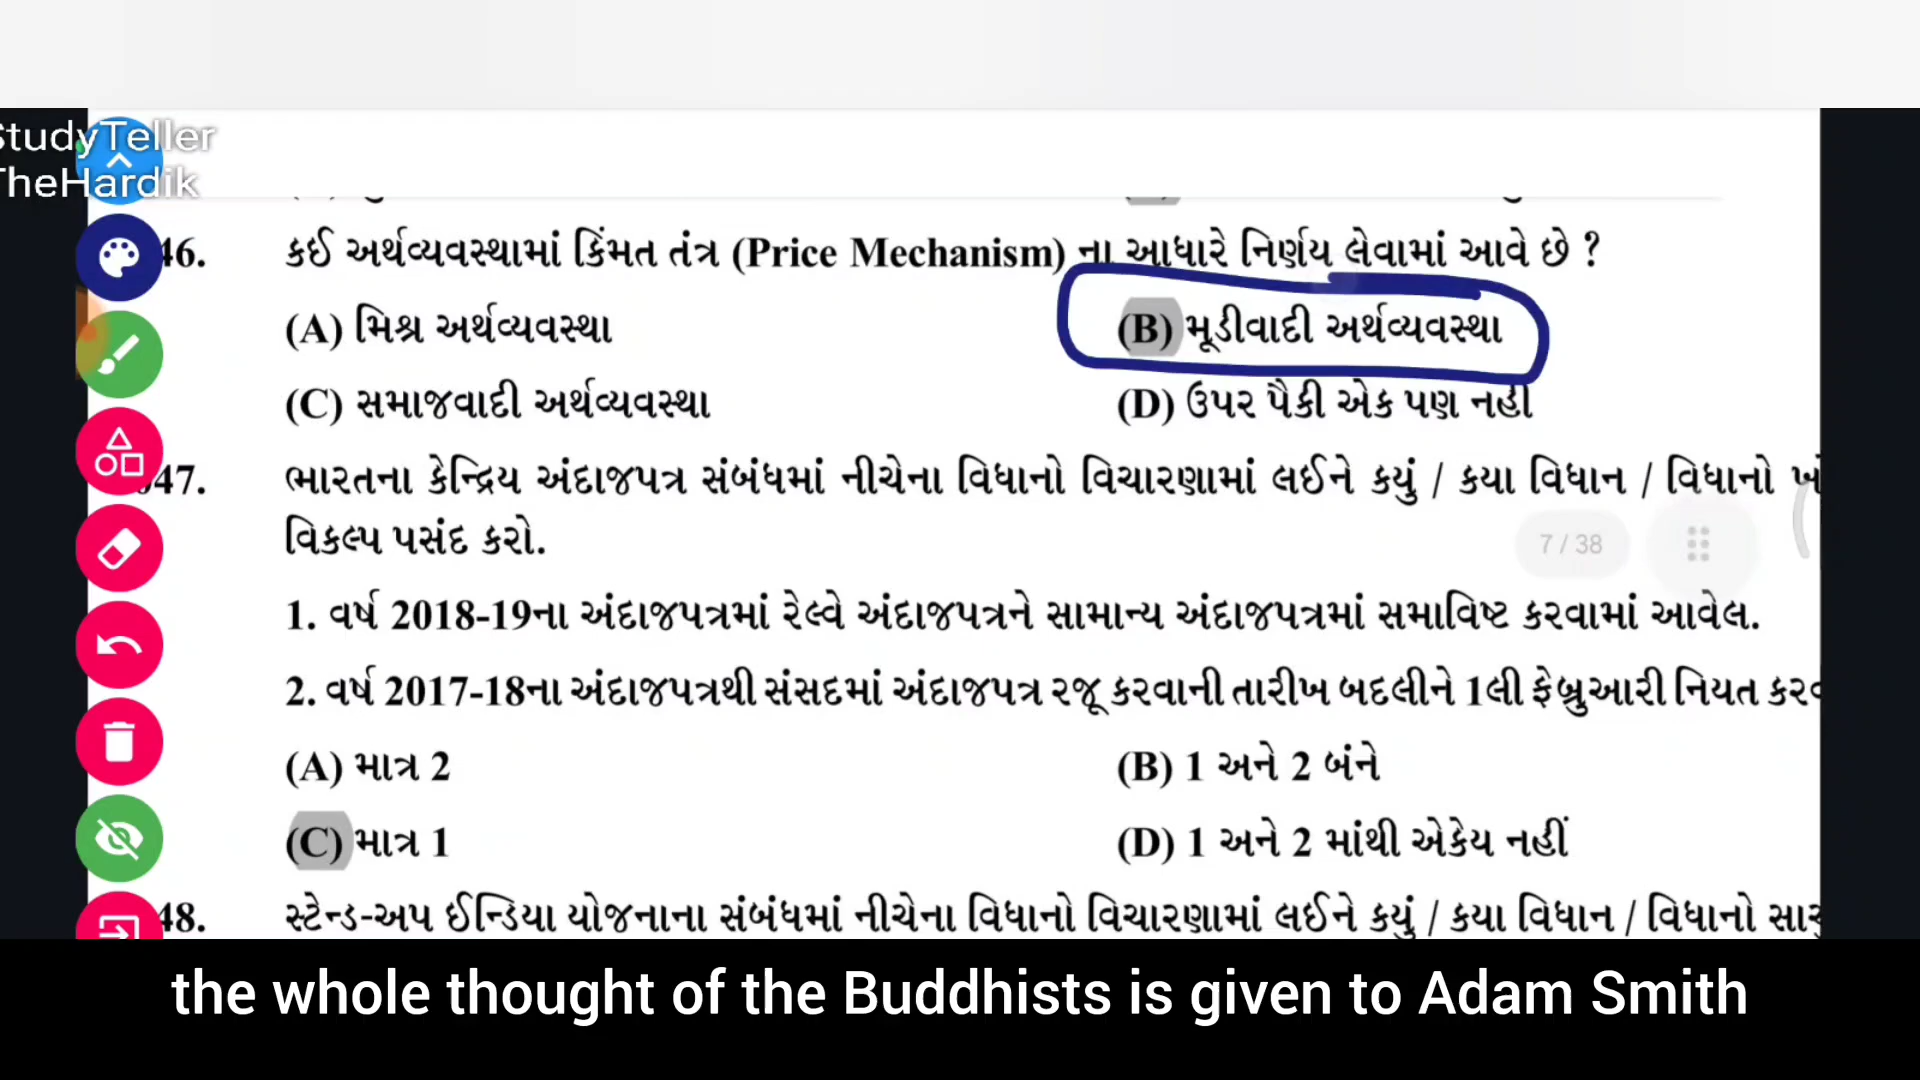 StudyTeller
TheHardik
46. કઈ અર્થવ્યવસ્થામાં કિંમત તંત્ર (Price Mechanism) ના આધારે નિર્ણય લેવામાં આવે છે ?
(A) મિશ્ર અર્થવ્યવસ્થા (B) મૂડીવાદી અર્થવ્યવસ્થા
(C) સમાજવાદી અર્થવ્યવસ્થા (D) ઉપર પૈકી એક પણ નહી
47. ભારતના કેન્દ્રિય અંદાજપત્ર સંબંધમાં નીચેના વિધાનો વિચારણામાં લઈને કયું / કયા વિધાન / વિધાનો
વિકલ્પ પસંદ કરો.
7 / 38
1. વર્ષ 2018-19ના અંદાજપત્રમાં રેલ્વે અંદાજપત્રને સામાન્ય અંદાજપત્રમાં સમાવિષ્ટ કરવામાં આવેલ.
2. વર્ષ 2017-18ના અંદાજપત્રથી સંસદમાં અંદાજપત્ર રજૂ કરવાની તારીખ બદલીને 1લી ફેબ્રુઆરી નિયત
(A) માત્ર 2 (B) 1 અને 2 બંને
(C) માત્ર 1 (D) 1 અને 2 માંથી એકેય નહીં
48. સ્ટેન્ડ-અપ ઈન્ડિયા યોજનાના સંબંધમાં નીચેના વિધાનો વિચારણામાં લઈને કયું / કયા વિધાન / વિધાનો
the whole thought of the Buddhists is given to Adam Smith